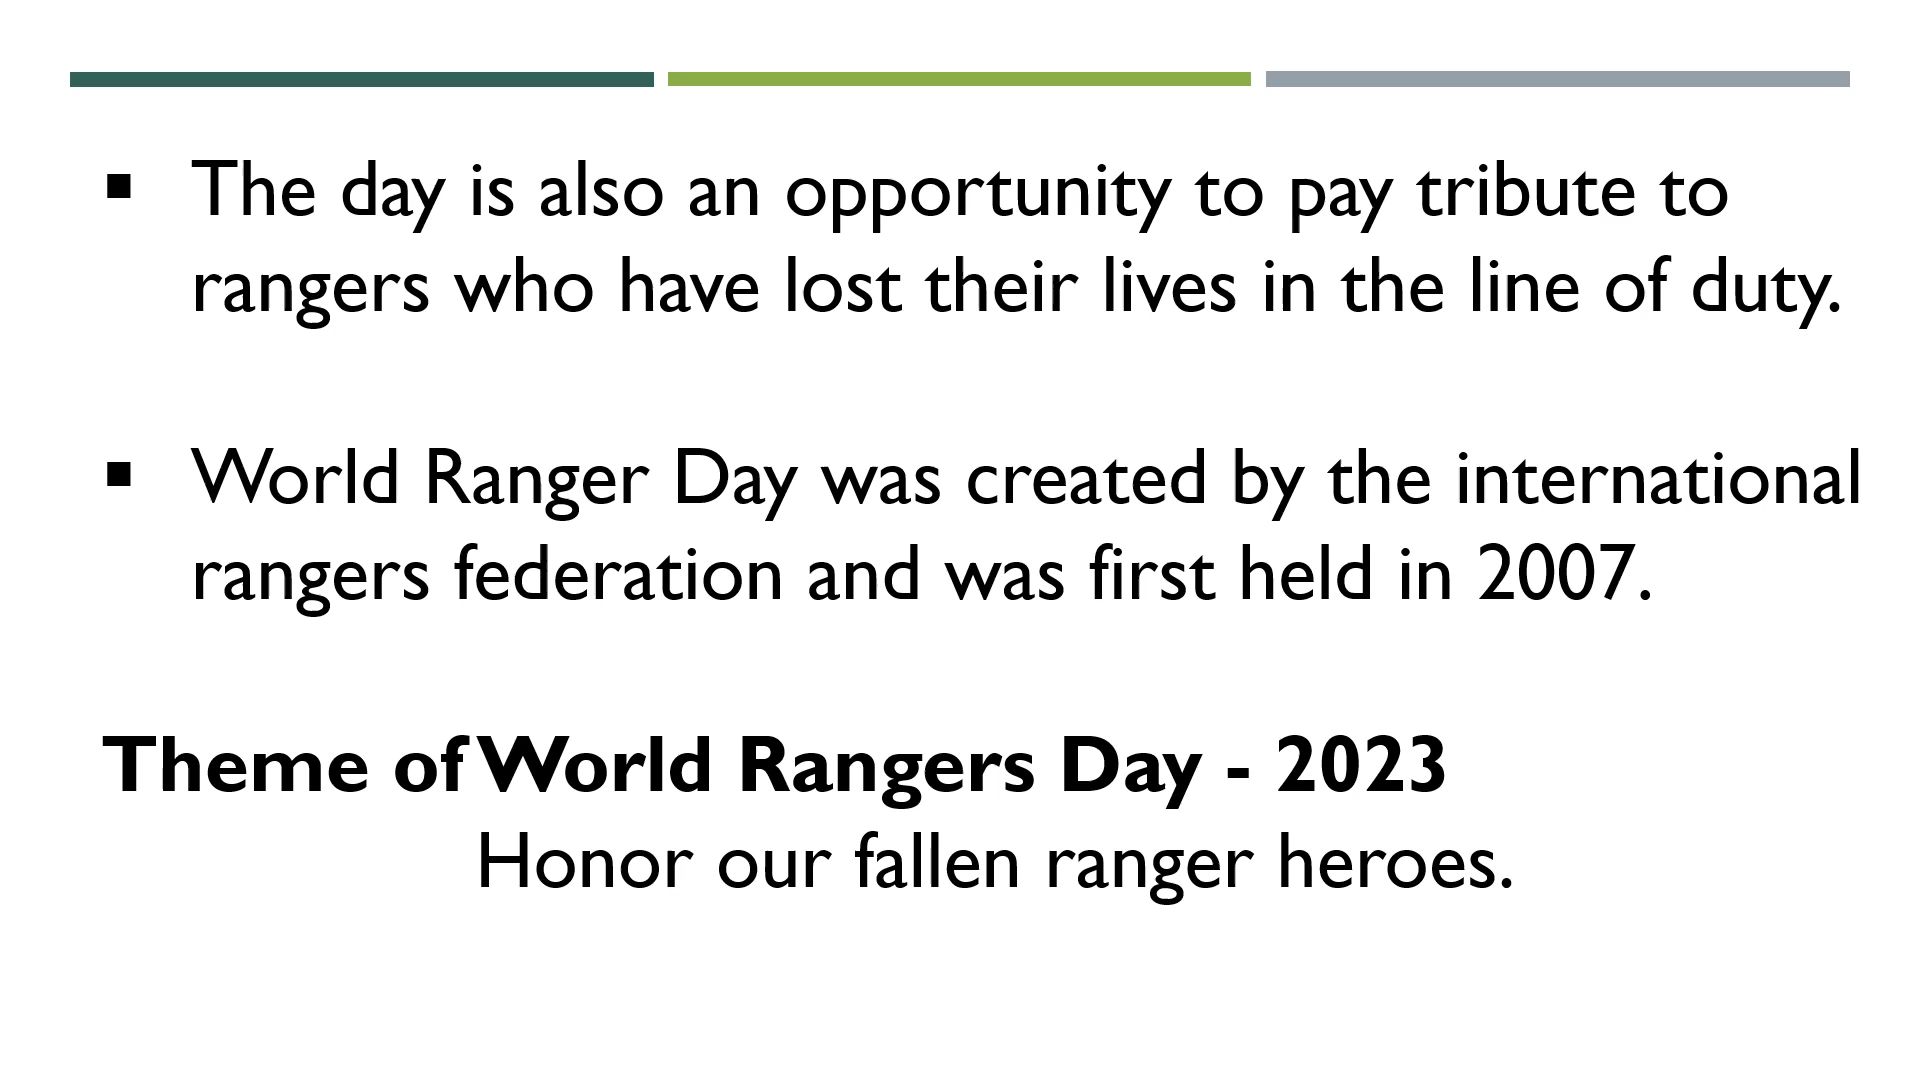 ▪ The day is also an opportunity to pay tribute to
rangers who have lost their lives in the line of duty.
▪ World Ranger Day was created by the international
rangers federation and was first held in 2007.
Theme of World Rangers Day - 2023
Honor our fallen ranger heroes.